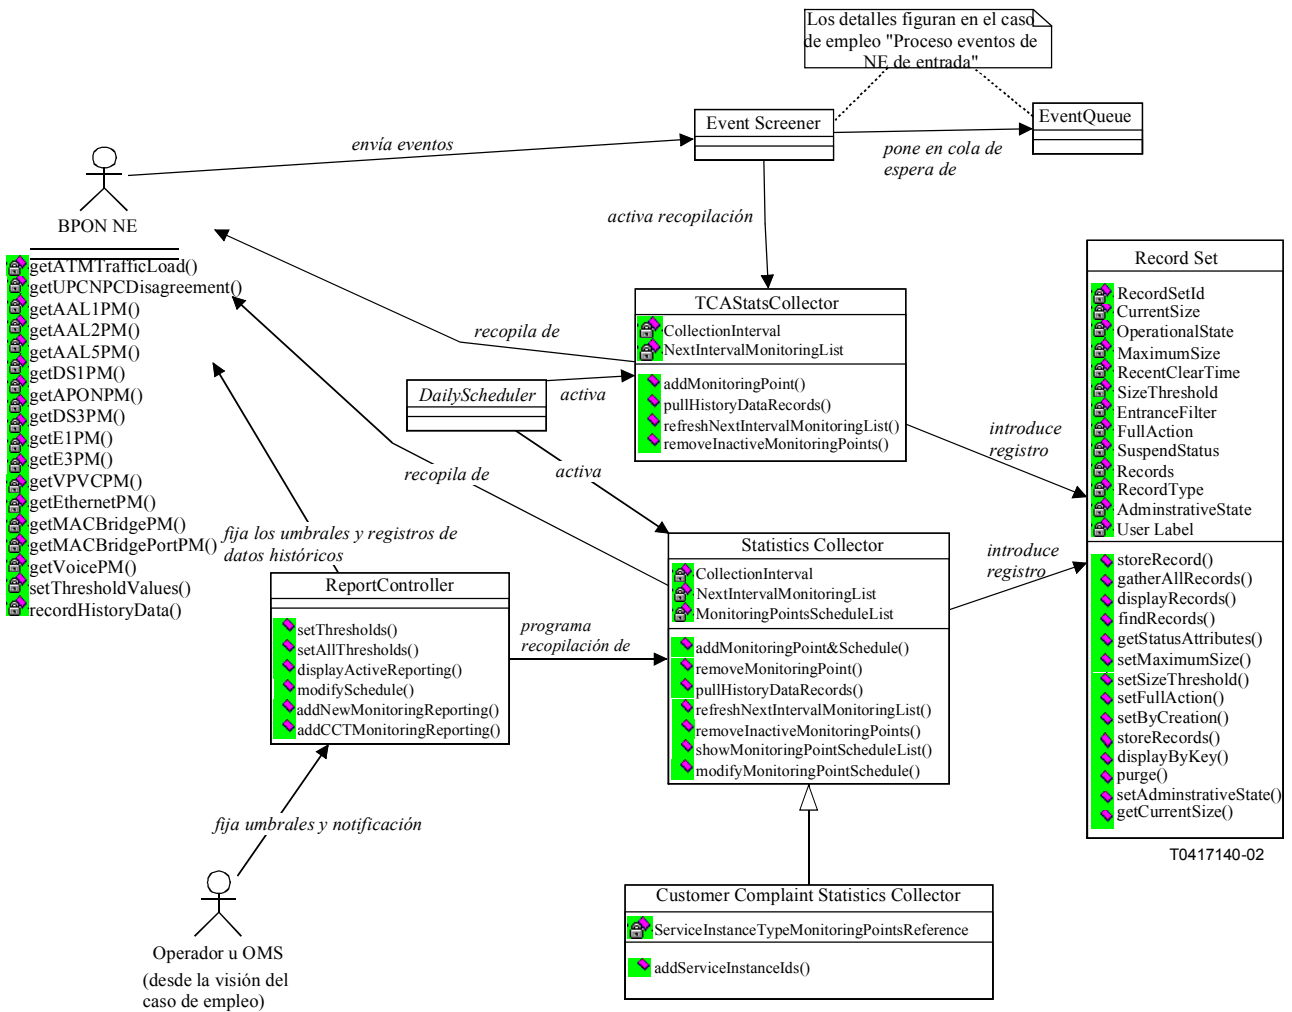 Los detalles figuran en el caso
de empleo "Proceso eventos de
NE de entrada"
Event Screener
EventQueue
envía eventos
pone en cola de
espera de
BPON NE
getATMTrafficLoad()
getUPCNPCDisagreement()
getAAL1PM()
getAAL2PM()
getAAL5PM()
getDS1PM()
getAPONPM()
getDS3PM()
getE1PM()
getE3PM()
getVPVCPM()
getEthernetPM()
getMACBridgePM()
getMACBridgePortPM()
getVoicePM()
setThresholdValues()
recordHistoryData()
activa recopilación
recopila de
TCAStatsCollector
CollectionInterval
NextIntervalMonitoringList
addMonitoringPoint()
pullHistoryDataRecords()
refreshNextIntervalMonitoringList()
removeInactiveMonitoringPoints()
DailyScheduler
activa
activa
recopila de
introduce
registro
Record Set
RecordSetId
CurrentSize
OperationalState
MaximumSize
RecentClearTime
SizeThreshold
EntranceFilter
FullAction
SuspendStatus
Records
RecordType
AdminstrativeState
User Label
storeRecord()
gatherAllRecords()
displayRecords()
findRecords()
getStatusAttributes()
setMaximumSize()
setSizeThreshold()
setFullAction()
setByCreation()
storeRecords()
displayByKey()
purge()
setAdminstrativeState()
getCurrentSize()
T0417140-02
fija los umbrales y registros de
datos históricos
ReportController
setThresholds()
setAllThresholds()
displayActiveReporting()
modifySchedule()
addNewMonitoringReporting()
addCCTMonitoringReporting()
programa
recopilación de
Statistics Collector
CollectionInterval
NextIntervalMonitoringList
MonitoringPointsScheduleList
addMonitoringPoint&Schedule()
removeMonitoringPoint()
pullHistoryDataRecords()
refreshNextIntervalMonitoringList()
removeInactiveMonitoringPoints()
showMonitoringPointScheduleList()
modifyMonitoringPointSchedule()
introduce
registro
fija umbrales y notificación
Operador u OMS
(desde la visión del
caso de empleo)
Customer Complaint Statistics Collector
ServiceInstanceTypeMonitoringPointsReference
addServiceInstanceIds()